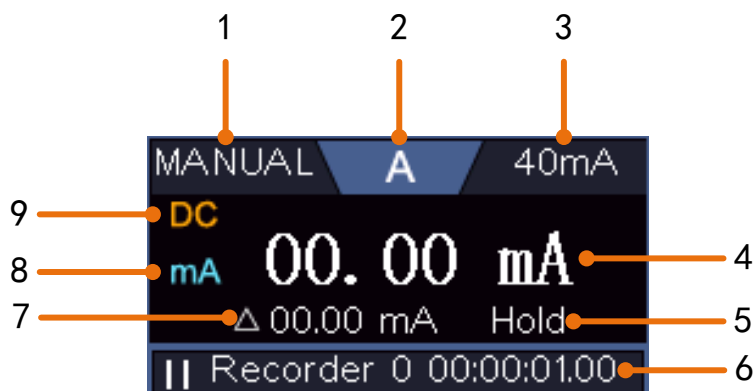 1 2 3
MANUAL A 40mA
9 DC
8 mA 00.00 mA 4
7 △ 00.00 mA Hold 5
Recorder 0 00:00:01.00 6